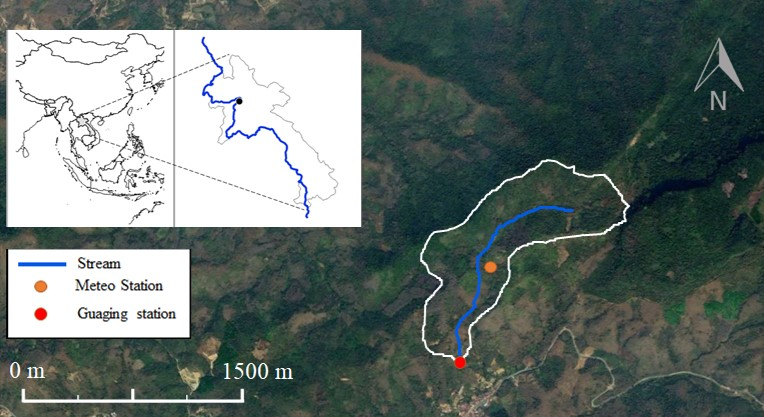 N
Stream
Meteo Station
Guaging station
0 m 1500 m